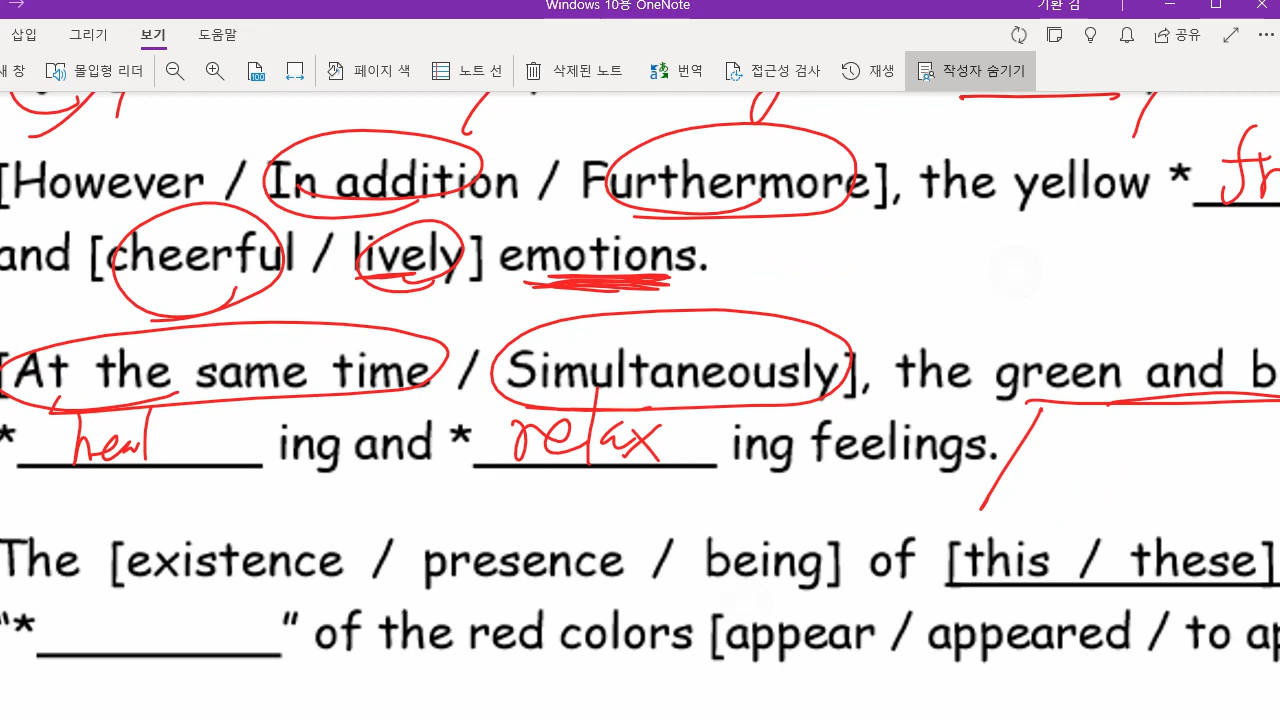 Windows 10용 OneNote
기환 김
삽입 그리기 보기 도움말 공유
새 창 몰입형 리더 페이지 색 노트 선 삭제된 노트 번역 접근성 검사 재생 작성자 숨기기
[However / In addition / Furthermore], the yellow *
and [cheerful / lively] emotions.
[At the same time / Simultaneously], the green and b
* heal ing and * relax ing feelings.
The [existence / presence / being] of [this / these]
"*__________" of the red colors [appear / appeared / to ap